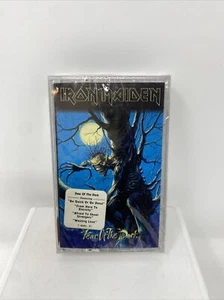 IRON MAIDEN
Fear Of The Dark
Fear Of The Dark
"Be Quick Or Be Dead"
"From Here To
Eternity"
"Afraid To Shoot
Strangers"
"Wasting Love"